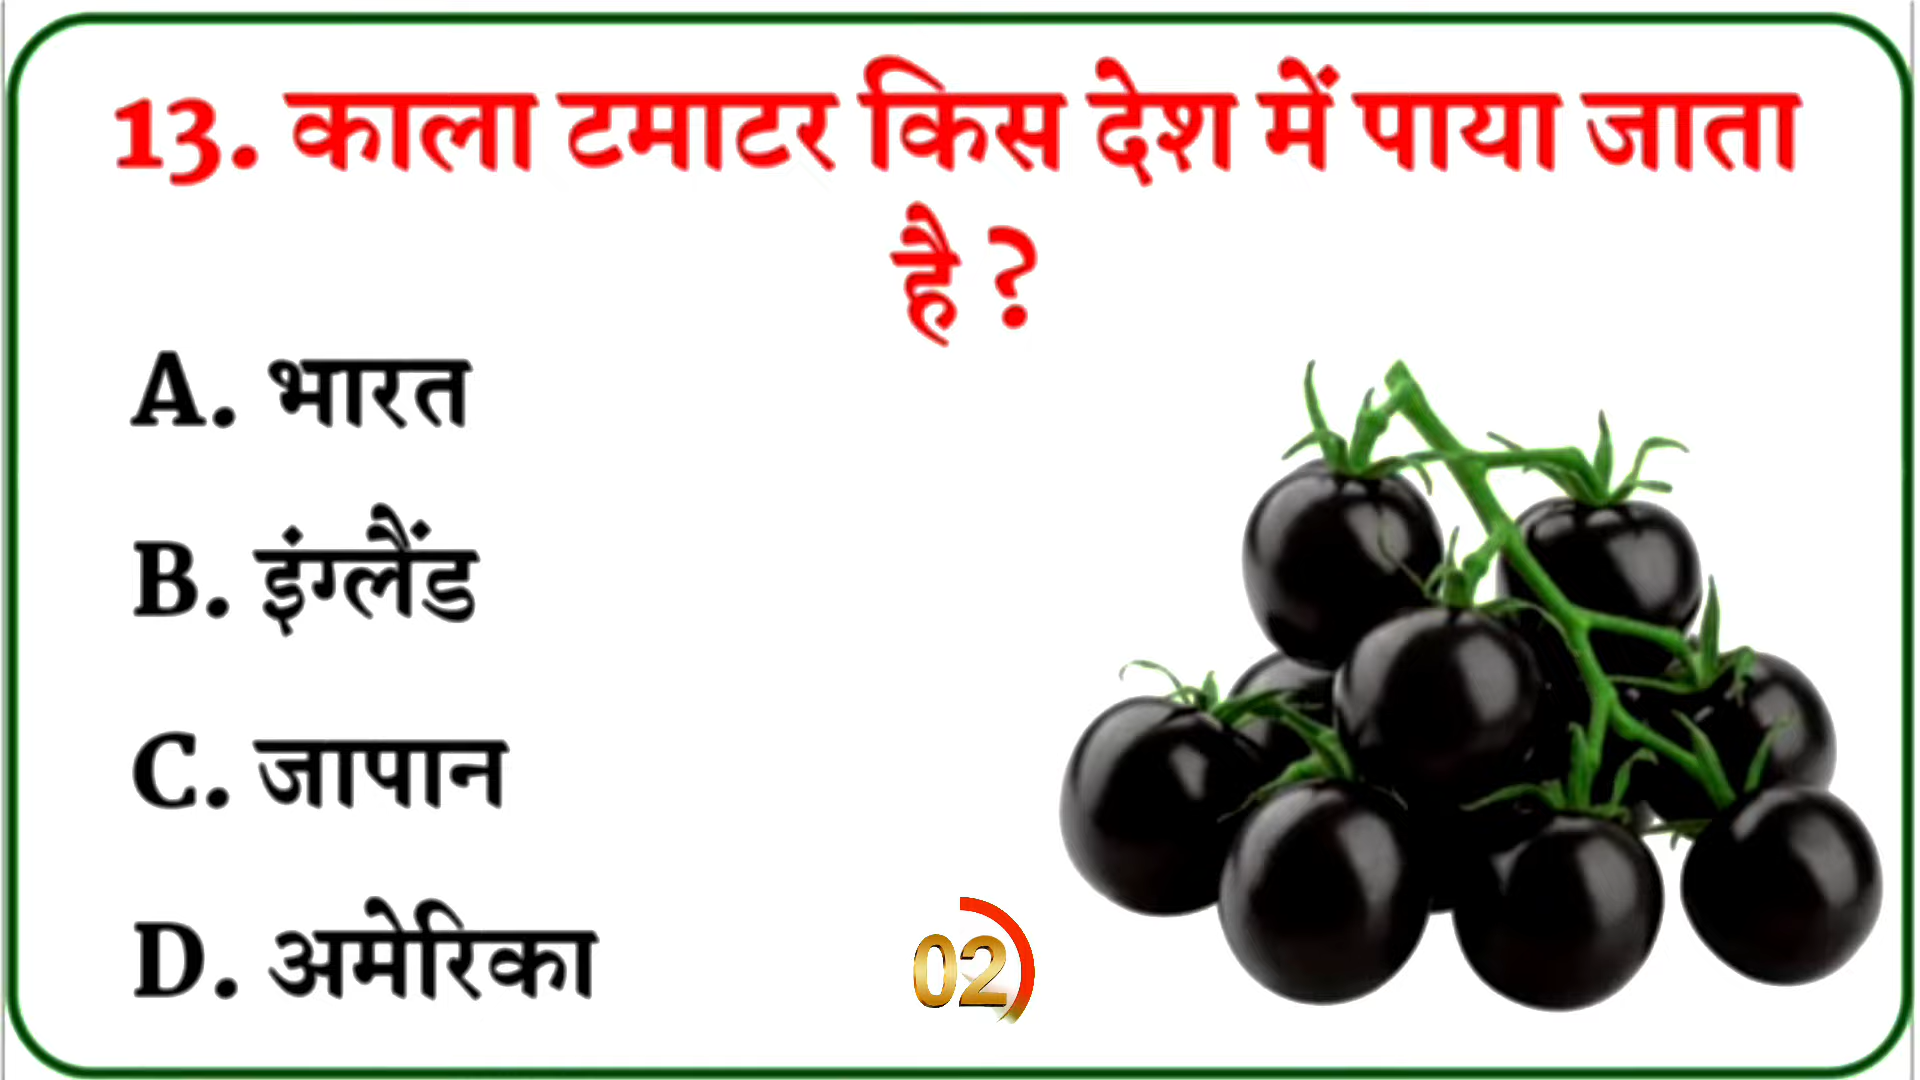 13. काला टमाटर किस देश में पाया जाता
है ?
A. भारत
B. इंग्लैंड
C. जापान
D. अमेरिका
02